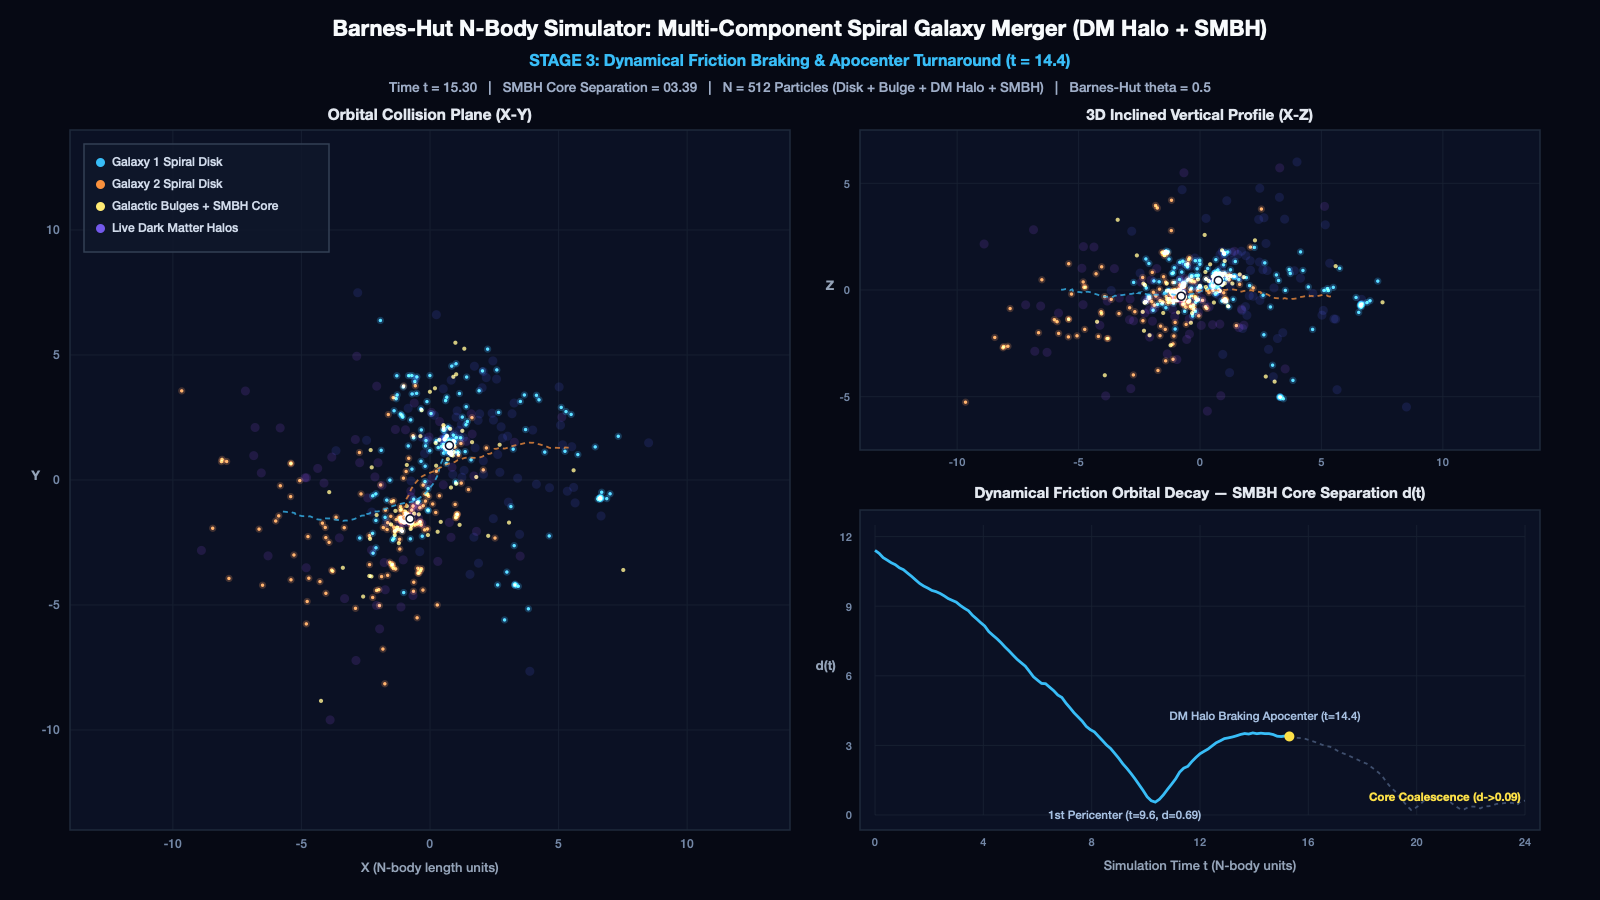 Barnes-Hut N-Body Simulator: Multi-Component Spiral Galaxy Merger (DM Halo + SMBH)
STAGE 3: Dynamical Friction Braking & Apocenter Turnaround (t = 14.4)
Time t = 15.30 | SMBH Core Separation = 03.39 | N = 512 Particles (Disk + Bulge + DM Halo + SMBH) | Barnes-Hut theta = 0.5
Orbital Collision Plane (X-Y)
Galaxy 1 Spiral Disk
Galaxy 2 Spiral Disk
Galactic Bulges + SMBH Core
Live Dark Matter Halos
10
5
Y
0
-5
-10
-10 -5 0 5 10
X (N-body length units)
3D Inclined Vertical Profile (X-Z)
5
Z
0
-5
-10 -5 0 5 10
Dynamical Friction Orbital Decay — SMBH Core Separation d(t)
12
9
d(t)
6
3
0
DM Halo Braking Apocenter (t=14.4)
Core Coalescence (d->0.09)
1st Pericenter (t=9.6, d=0.69)
0 4 8 12 16 20 24
Simulation Time t (N-body units)